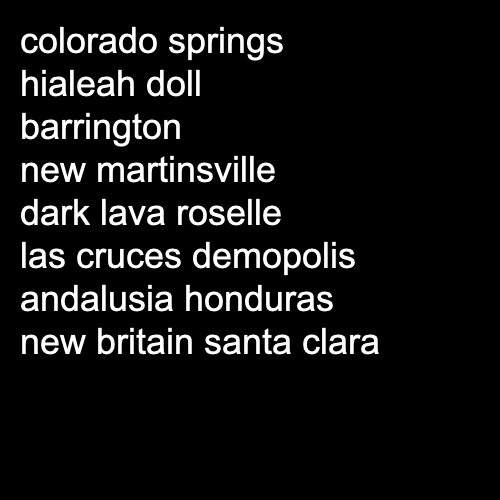 colorado springs
hialeah doll
barrington
new martinsville
dark lava roselle
las cruces demopolis
andalusia honduras
new britain santa clara